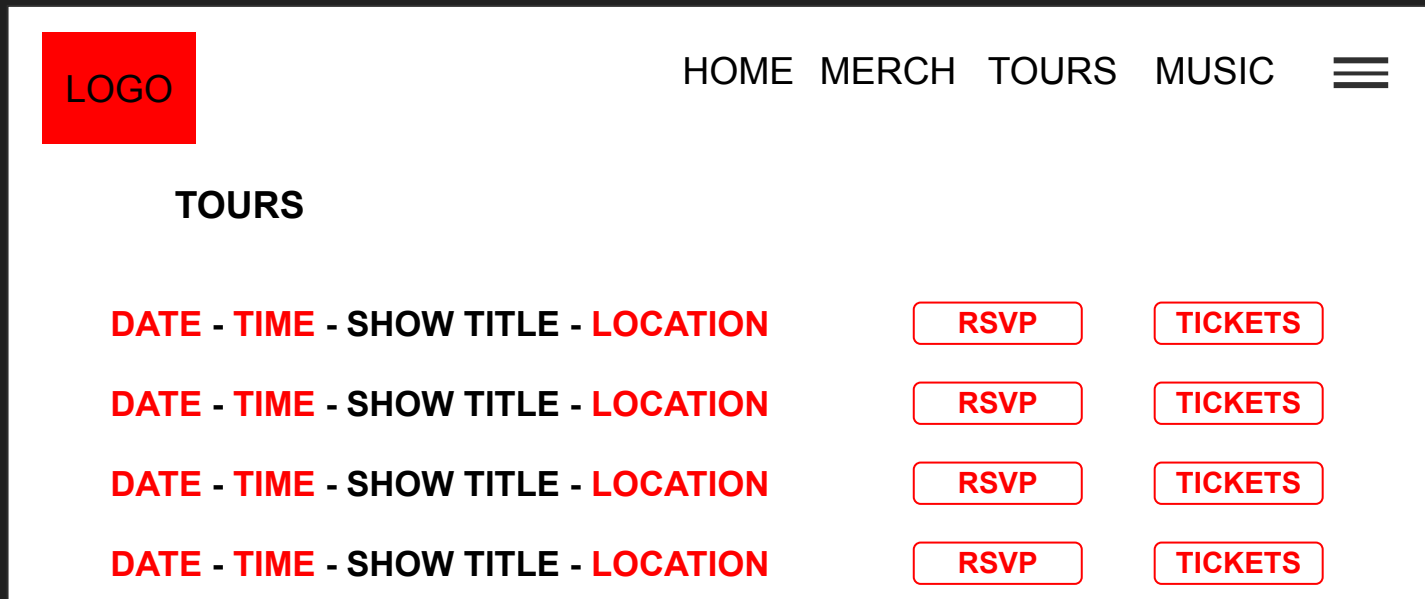 LOGO
HOME MERCH TOURS MUSIC
TOURS
DATE - TIME - SHOW TITLE - LOCATION RSVP TICKETS
DATE - TIME - SHOW TITLE - LOCATION RSVP TICKETS
DATE - TIME - SHOW TITLE - LOCATION RSVP TICKETS
DATE - TIME - SHOW TITLE - LOCATION RSVP TICKETS